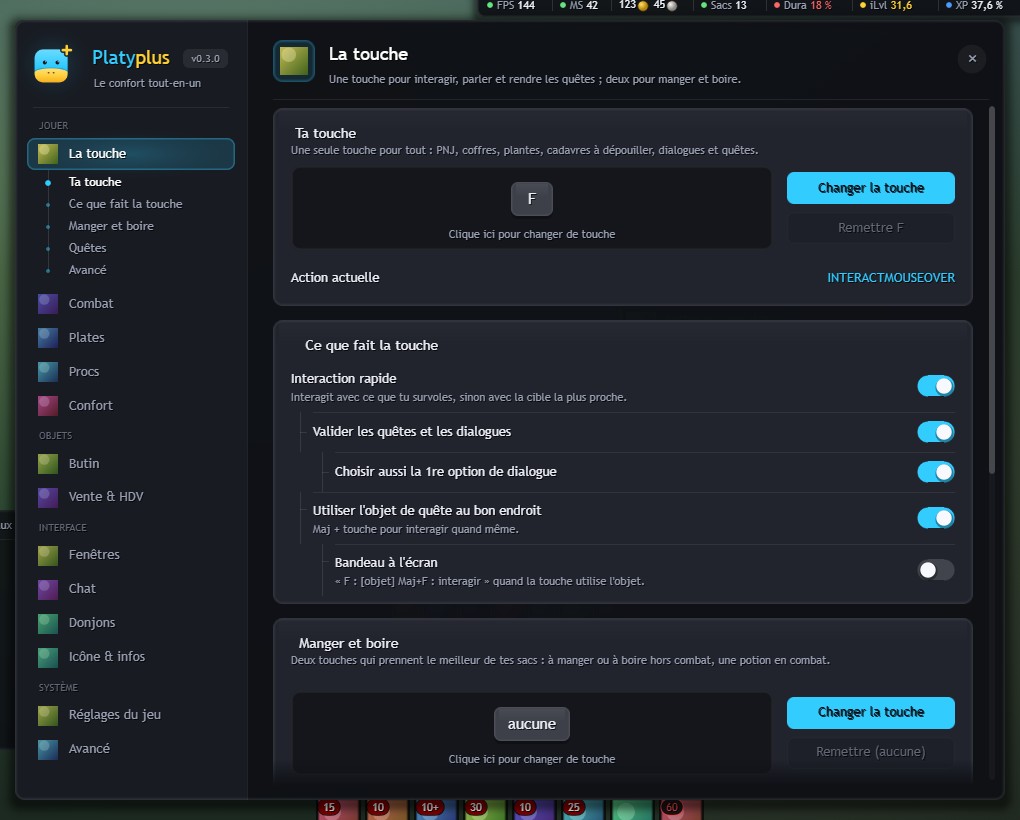 FPS 144
MS 42
123 45
Sacs 13
Dura 18 %
iLvl 31,6
XP 37,6 %
Platyplus v0.3.0
Le confort tout-en-un
JOUER
La touche
Ta touche
Ce que fait la touche
Manger et boire
Quêtes
Avancé
Combat
Plates
Procs
Confort
OBJETS
Butin
Vente & HDV
INTERFACE
Fenêtres
Chat
Donjons
Icône & infos
SYSTÈME
Réglages du jeu
Avancé
La touche
Une touche pour interagir, parler et rendre les quêtes ; deux pour manger et boire.
Ta touche
Une seule touche pour tout : PNJ, coffres, plantes, cadavres à dépouiller, dialogues et quêtes.
F
Clique ici pour changer de touche
Changer la touche
Remettre F
Action actuelle
INTERACTMOUSEOVER
Ce que fait la touche
Interaction rapide
Interagit avec ce que tu survoles, sinon avec la cible la plus proche.
Valider les quêtes et les dialogues
Choisir aussi la 1re option de dialogue
Utiliser l'objet de quête au bon endroit
Maj + touche pour interagir quand même.
Bandeau à l'écran
« F : [objet] Maj+F : interagir » quand la touche utilise l'objet.
Manger et boire
Deux touches qui prennent le meilleur de tes sacs : à manger ou à boire hors combat, une potion en combat.
aucune
Clique ici pour changer de touche
Changer la touche
Remettre (aucune)
ux
15
10
10+
30
10
25
60